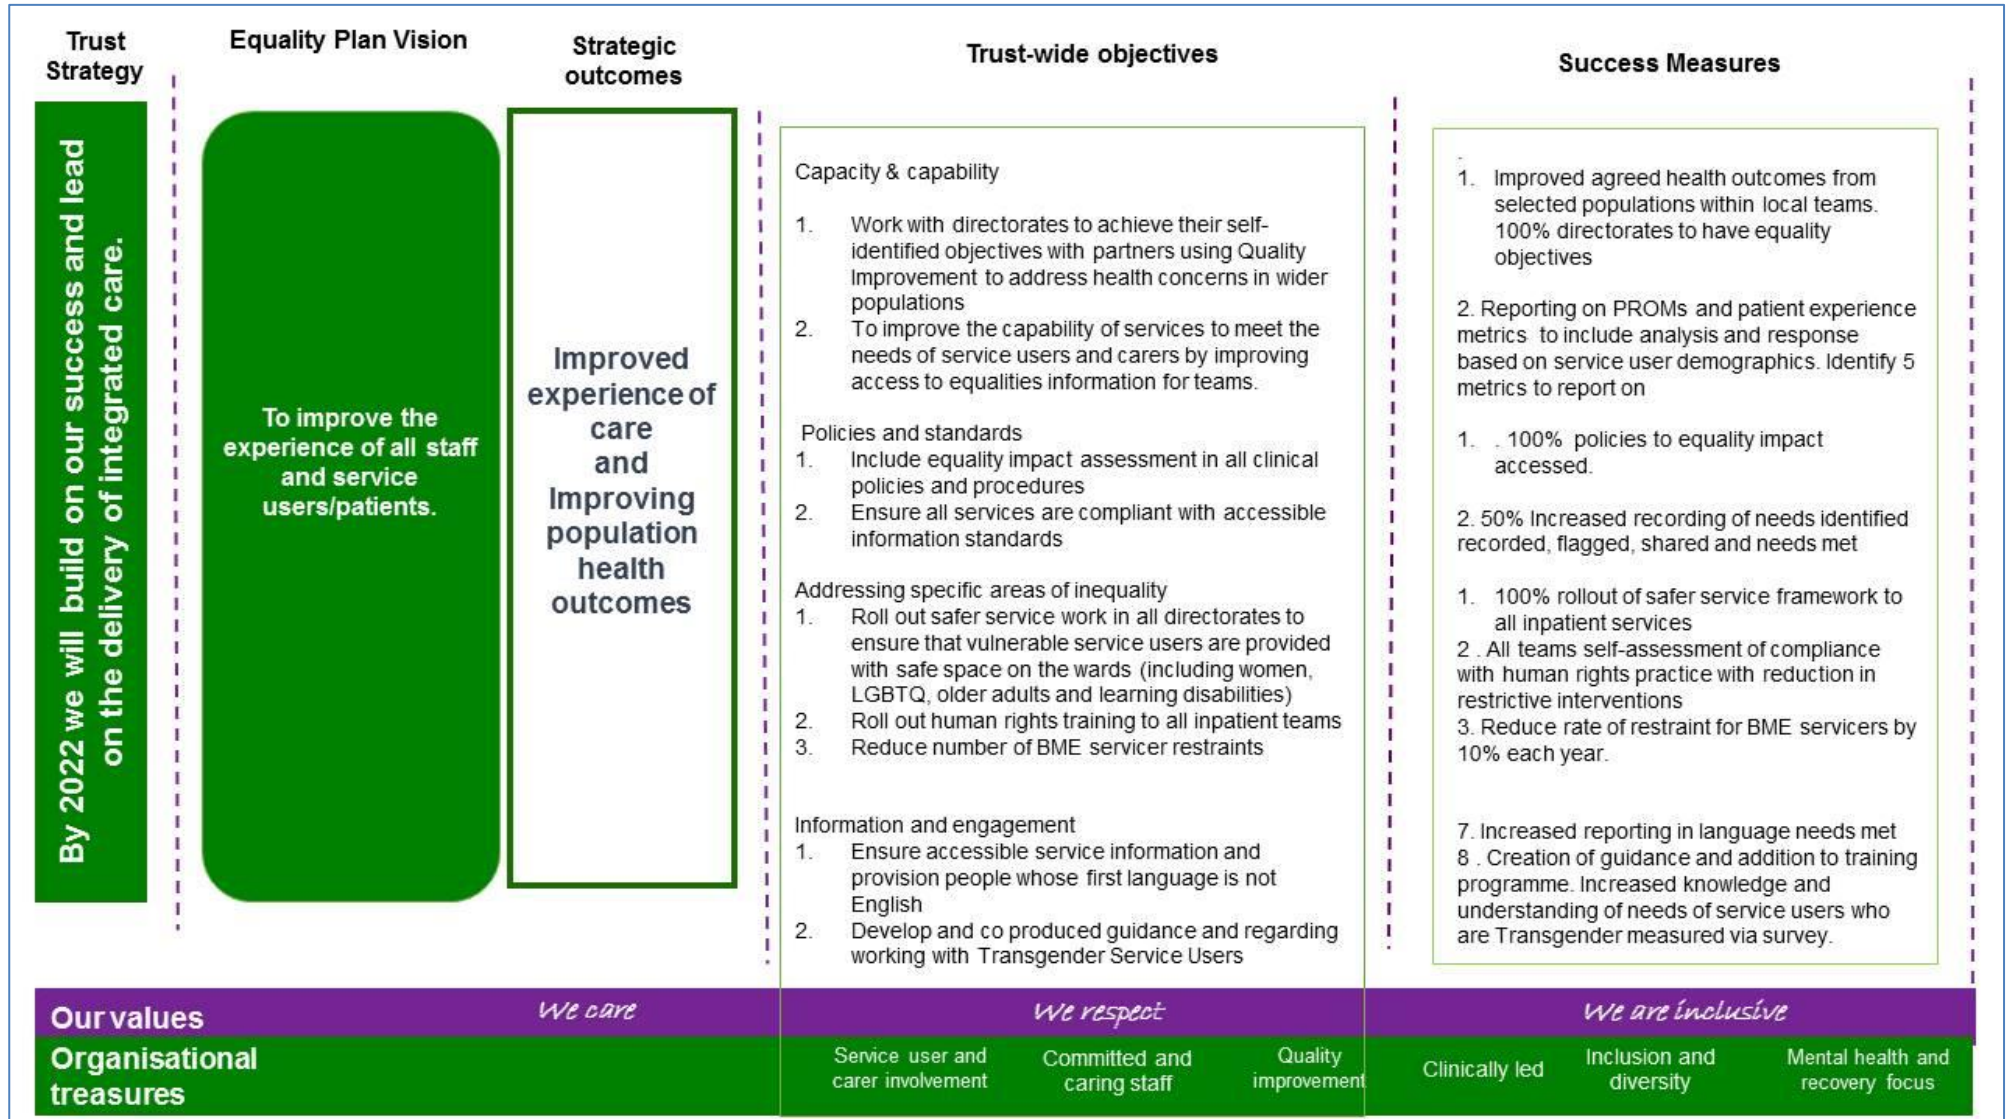 Trust
Strategy
Equality Plan Vision
Strategic
outcomes
Trust-wide objectives
Success Measures
By 2022 we will build on our success and lead
on the delivery of integrated care.
To improve the
experience of all staff
and service
users/patients.
Improved
experience of
care
and
Improving
population
health
outcomes
Capacity & capability
1. Work with directorates to achieve their self-
identified objectives with partners using Quality
Improvement to address health concerns in wider
populations
2. To improve the capability of services to meet the
needs of service users and carers by improving
access to equalities information for teams.
Policies and standards
1. Include equality impact assessment in all clinical
policies and procedures
2. Ensure all services are compliant with accessible
information standards
Addressing specific areas of inequality
1. Roll out safer service work in all directorates to
ensure that vulnerable service users are provided
with safe space on the wards (including women,
LGBTQ, older adults and learning disabilities)
2. Roll out human rights training to all inpatient teams
3. Reduce number of BME servicer restraints
Information and engagement
1. Ensure accessible service information and
provision people whose first language is not
English
2. Develop and co produced guidance and regarding
working with Transgender Service Users
.
1. Improved agreed health outcomes from
selected populations within local teams.
100% directorates to have equality
objectives
2. Reporting on PROMs and patient experience
metrics to include analysis and response
based on service user demographics. Identify 5
metrics to report on
1. . 100% policies to equality impact
accessed.
2. 50% Increased recording of needs identified
recorded, flagged, shared and needs met
1. 100% rollout of safer service framework to
all inpatient services
2 . All teams self-assessment of compliance
with human rights practice with reduction in
restrictive interventions
3. Reduce rate of restraint for BME servicers by
10% each year.
7. Increased reporting in language needs met
8 . Creation of guidance and addition to training
programme. Increased knowledge and
understanding of needs of service users who
are Transgender measured via survey.
Our values
We care
We respect
We are inclusive
Organisational
treasures
Service user and
carer involvement
Committed and
caring staff
Quality
improvement
Clinically led
Inclusion and
diversity
Mental health and
recovery focus